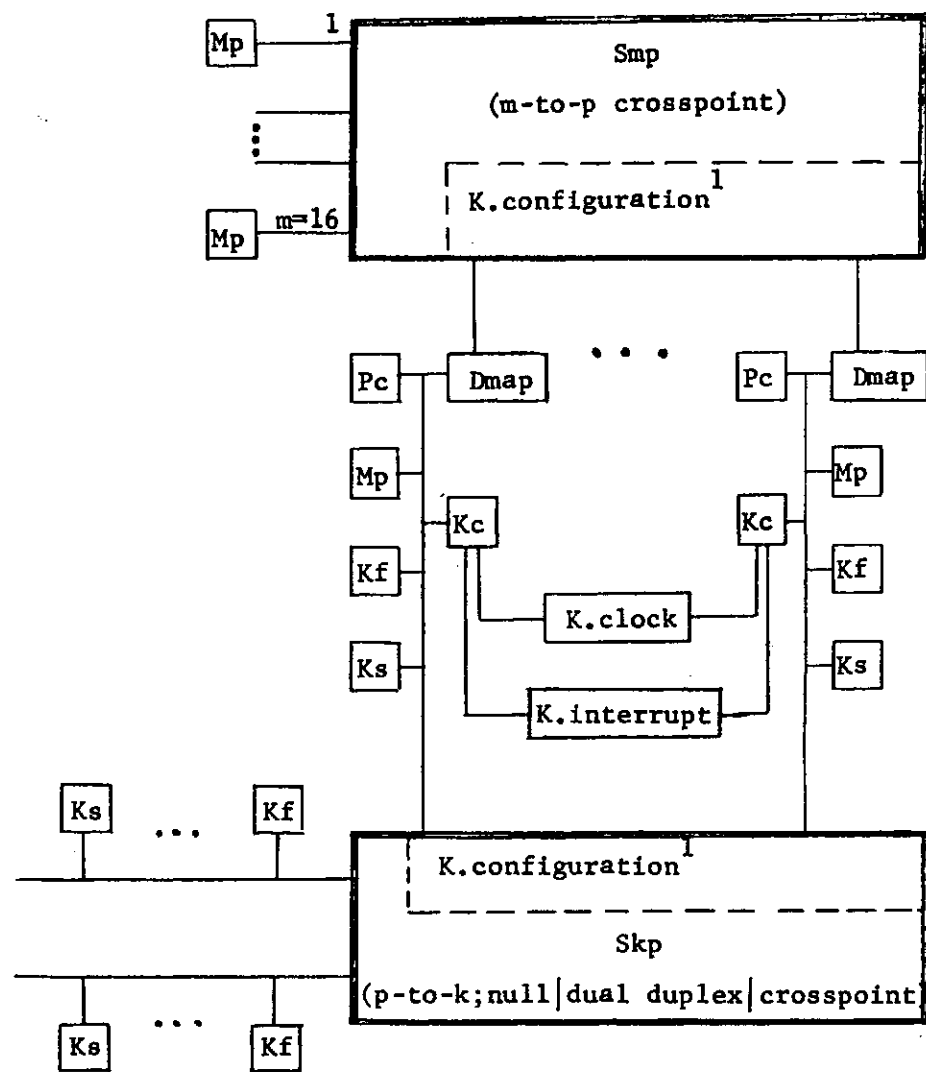 1
Mp
Smp
(m-to-p crosspoint)
K.configuration1
Mp
m=16
Pc
Dmap
Pc
Dmap
Mp
Mp
Kc
Kc
Kf
Kf
K.clock
Ks
Ks
K.interrupt
Ks
Kf
K.configuration1
Skp
(p-to-k;null|dual duplex|crosspoint
Ks
Kf